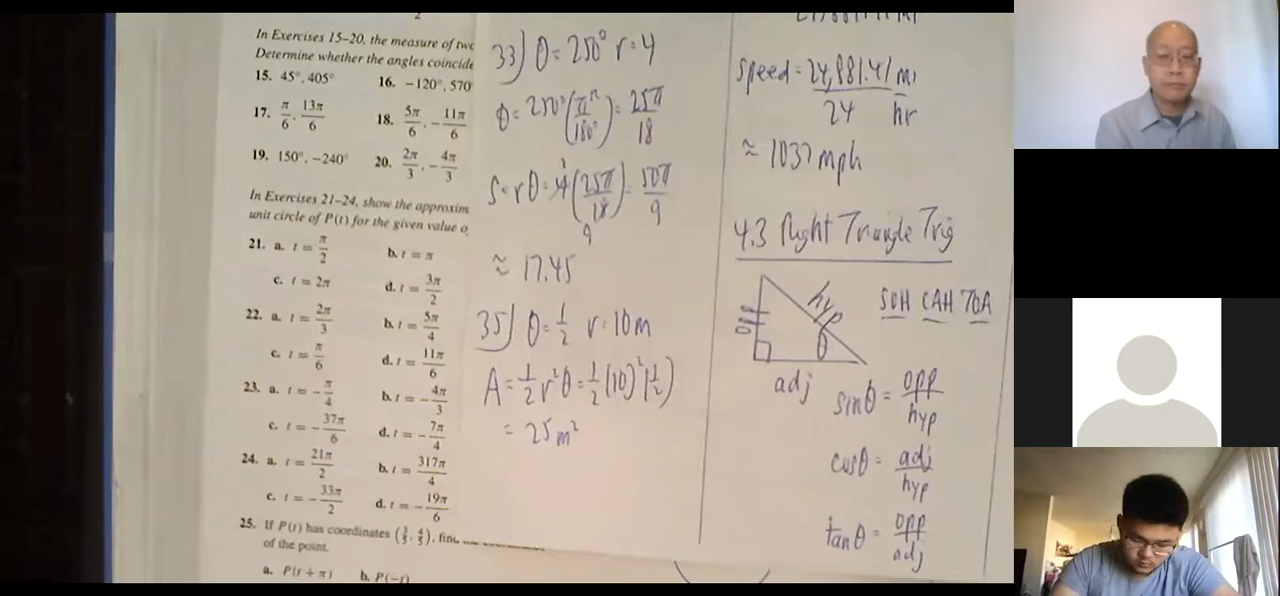 2
In Exercises 15–20, the measure of two
Determine whether the angles coincide
15. 45°, 405° 16. −120°, 570
17. π/6, 13π/6 18. 5π/6, −11π/6
19. 150°, −240° 20. 2π/3, −4π/3
In Exercises 21–24, show the approxim
unit circle of P(t) for the given value o
21. a. t = π/2 b. t = π
c. t = 2π d. t = 3π/2
22. a. t = 2π/3 b. t = 5π/4
c. t = π/6 d. t = 11π/6
23. a. t = −π/4 b. t = −4π/3
c. t = −37π/6 d. t = −7π/4
24. a. t = 21π/2 b. t = 317π/4
c. t = −33π/2 d. t = −19π/6
25. If P(t) has coordinates (3/5, 4/5), find
of the point.
a. P(t + π) b. P(−t)
33) θ = 250° r = 4
θ = 250°(π/180°) = 25π/18
S = rθ = 4(25π/18) = 50π/9
9
≈ 17.45
35) θ = 1/2 r = 10m
A = 1/2 r²θ = 1/2 (10)²(1/2)
= 25 m²
speed = 24,881.41/24 mi/hr
≈ 1037 mph
4.3 Right Triangle Trig
opp
hyp
θ
adj
SOH CAH TOA
sinθ = opp/hyp
cosθ = adj/hyp
tanθ = opp/adj